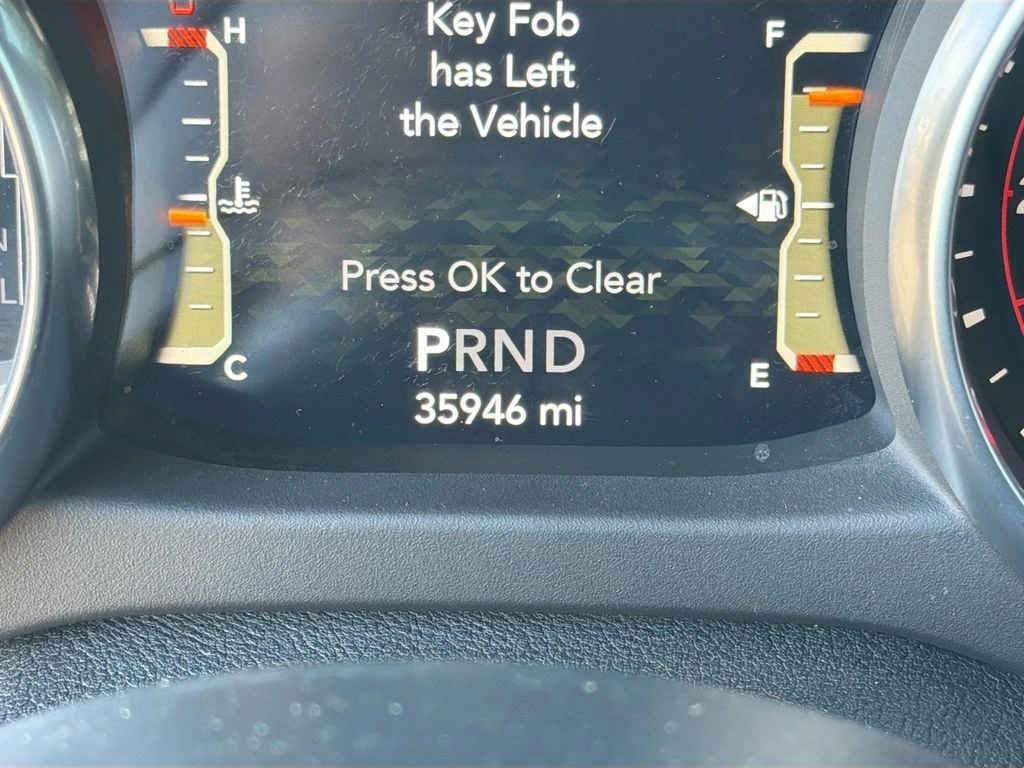 H
Key Fob
has Left
the Vehicle
F
Press OK to Clear
PRND
C
E
35946 mi
N
L